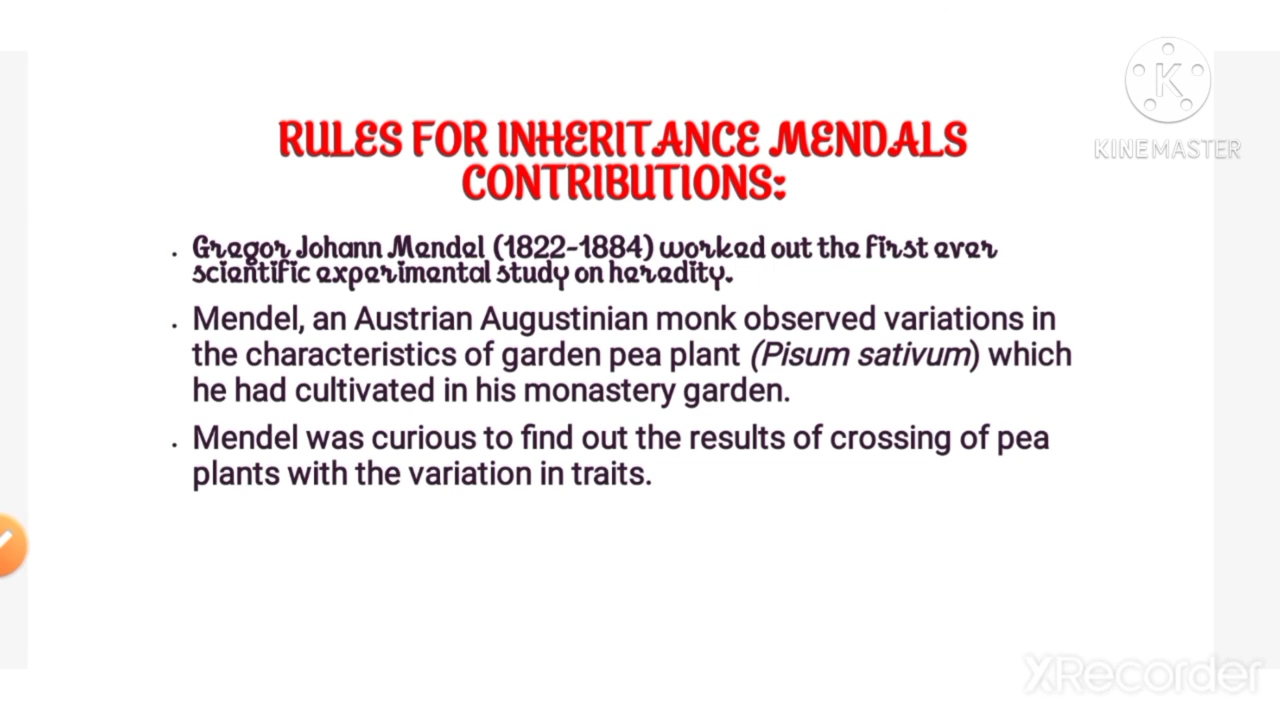 K
KINEMASTER
RULES FOR INHERITANCE MENDALS
CONTRIBUTIONS:
• Gregor Johann Mendel (1822-1884) worked out the first ever
scientific experimental study on heredity.
• Mendel, an Austrian Augustinian monk observed variations in
the characteristics of garden pea plant (Pisum sativum) which
he had cultivated in his monastery garden.
• Mendel was curious to find out the results of crossing of pea
plants with the variation in traits.
XRecorder